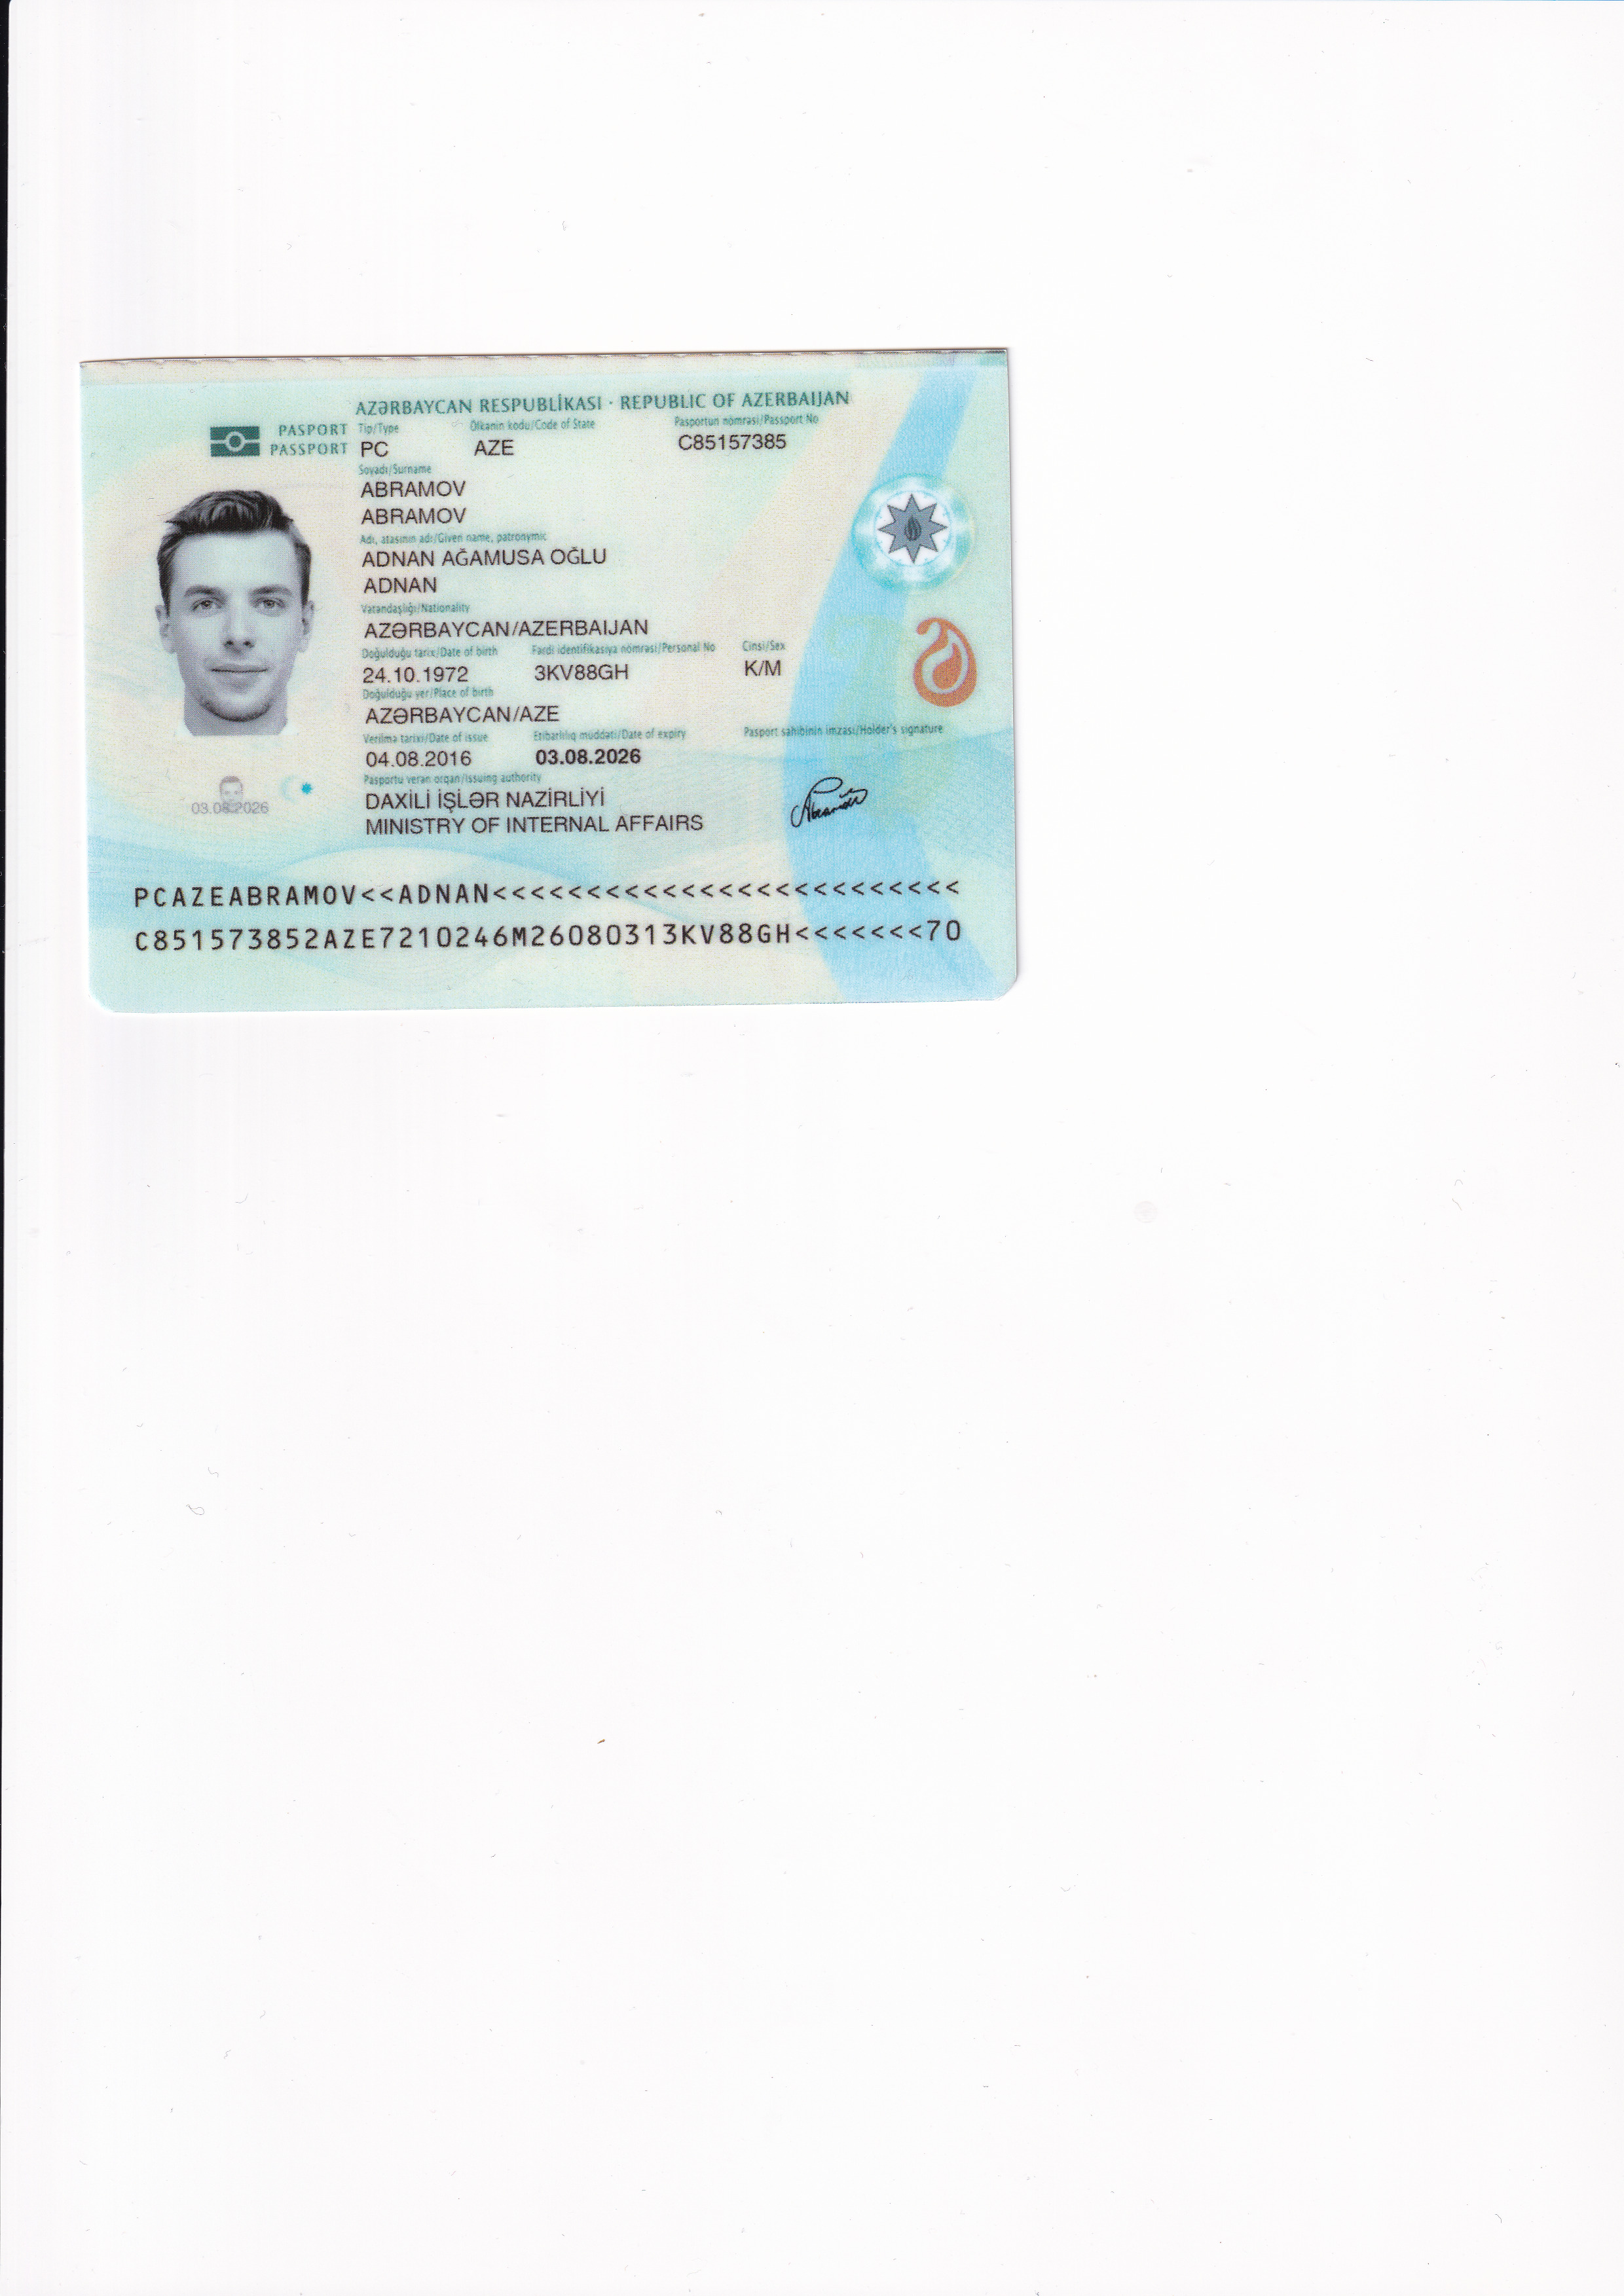 AZƏRBAYCAN RESPUBLİKASI · REPUBLIC OF AZERBAIJAN
PASPORT Tip/Type Ölkənin kodu/Code of State Pasportun nömrəsi/Passport No
PASSPORT PC AZE C85157385
Soyadı/Surname
ABRAMOV
ABRAMOV
Adı, atasının adı/Given name, patronymic
ADNAN AĞAMUSA OĞLU
ADNAN
Vətəndaşlığı/Nationality
AZƏRBAYCAN/AZERBAIJAN
Doğulduğu tarix/Date of birth Fərdi identifikasiya nömrəsi/Personal No Cinsi/Sex
24.10.1972 3KV88GH K/M
Doğulduğu yer/Place of birth
AZƏRBAYCAN/AZE
Verilmə tarixi/Date of issue Etibarlılıq müddəti/Date of expiry Pasport sahibinin imzası/Holder's signature
04.08.2016 03.08.2026
Pasportu verən orqan/Issuing authority
03.08.2026 DAXİLİ İŞLƏR NAZİRLİYİ
MINISTRY OF INTERNAL AFFAIRS
PCAZEABRAMOV<<ADNAN<<<<<<<<<<<<<<<<<<<<<<<<<
C851573852AZE7210246M26080313KV88GH<<<<<<<70